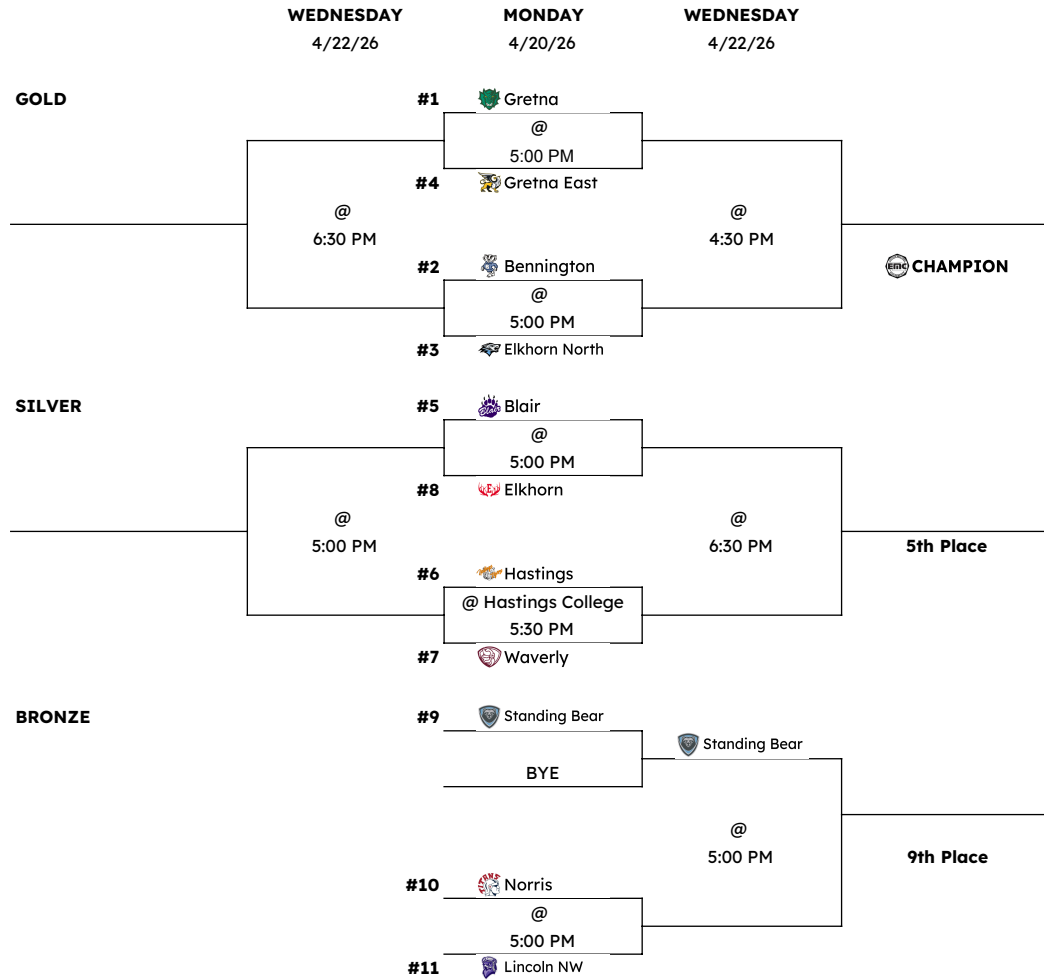 WEDNESDAY MONDAY WEDNESDAY
4/22/26 4/20/26 4/22/26
GOLD #1 Gretna
@
5:00 PM
#4 Gretna East
@ @
6:30 PM 4:30 PM
#2 Bennington EMC CHAMPION
@
5:00 PM
#3 Elkhorn North
SILVER #5 Blair
@
5:00 PM
#8 Elkhorn
@ @
5:00 PM 6:30 PM 5th Place
#6 Hastings
@ Hastings College
5:30 PM
#7 Waverly
BRONZE #9 Standing Bear
Standing Bear
BYE
@
5:00 PM 9th Place
#10 TITANS Norris
@
5:00 PM
#11 Lincoln NW